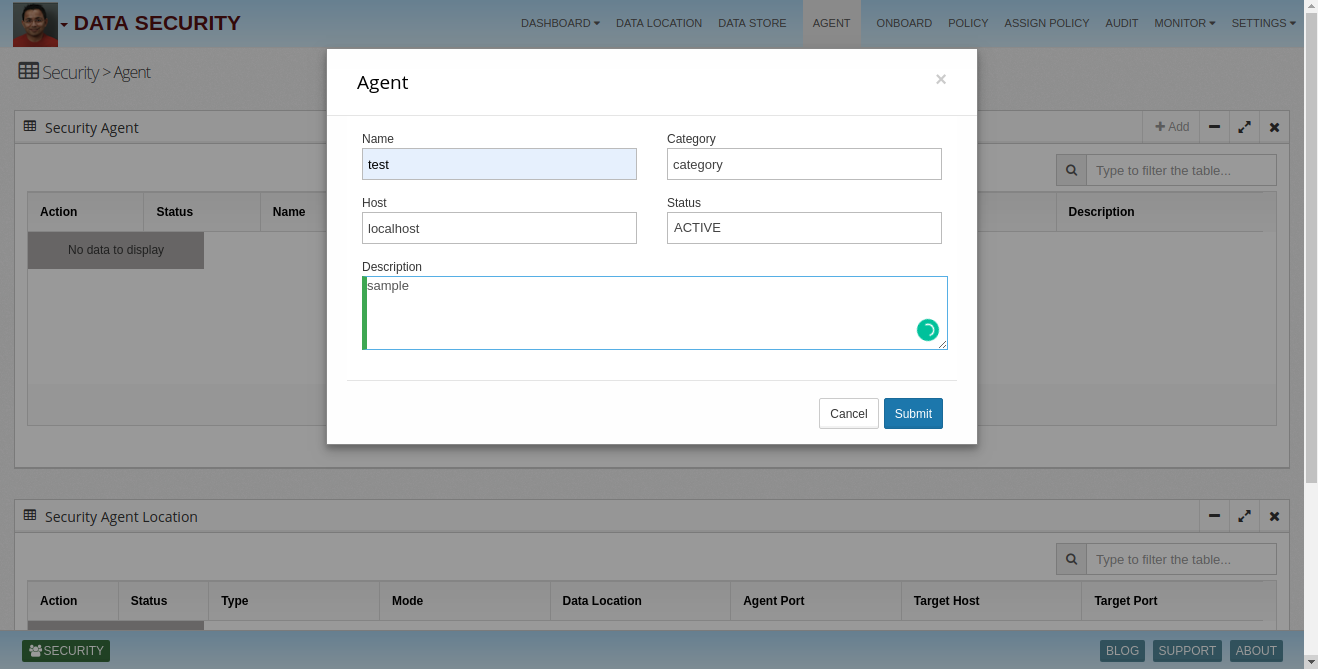 DATA SECURITY
DASHBOARD DATA LOCATION DATA STORE AGENT ONBOARD POLICY ASSIGN POLICY AUDIT MONITOR SETTINGS
Security > Agent
Agent
×
Security Agent
Add
Name Category
test category
Type to filter the table...
Host Status
localhost ACTIVE
Action Status Name Description
No data to display
Description
sample
Cancel Submit
Security Agent Location
Type to filter the table...
Action Status Type Mode Data Location Agent Port Target Host Target Port
SECURITY BLOG SUPPORT ABOUT